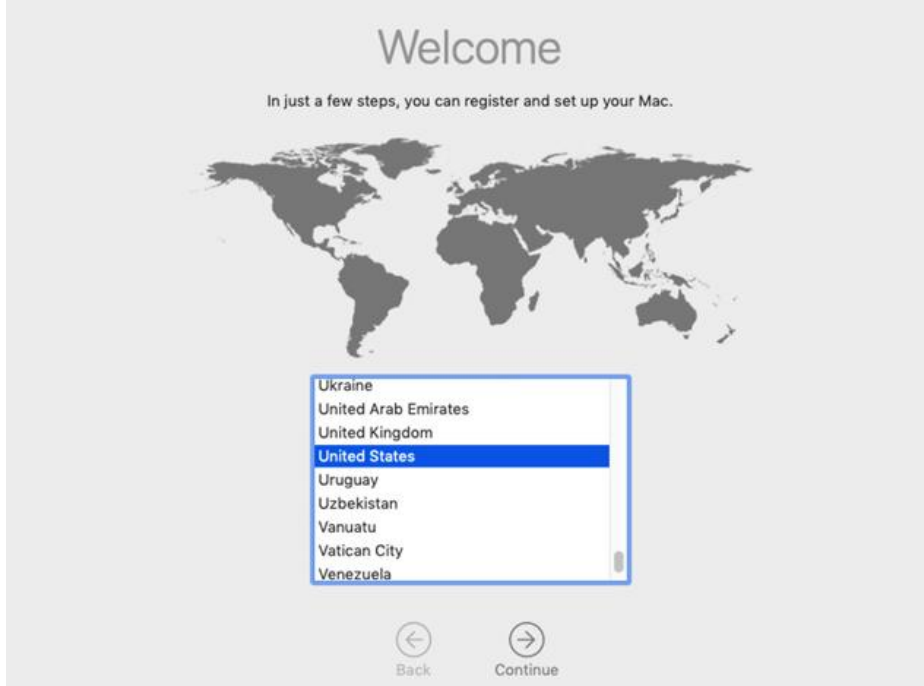 Welcome
In just a few steps, you can register and set up your Mac.
Ukraine
United Arab Emirates
United Kingdom
United States
Uruguay
Uzbekistan
Vanuatu
Vatican City
Venezuela
Back
Continue